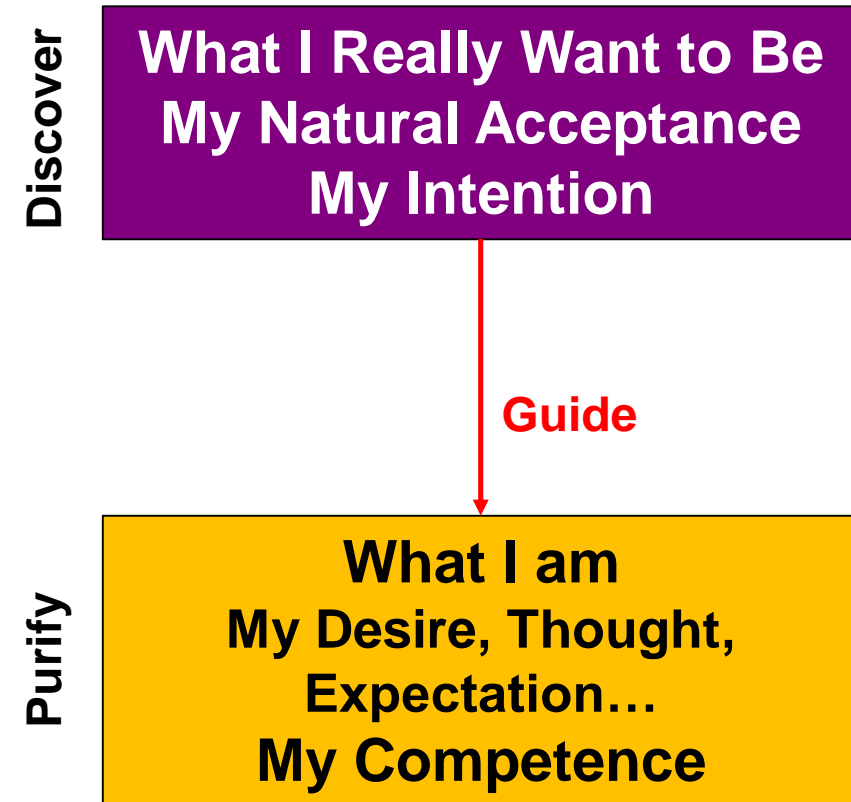 Discover
What I Really Want to Be
My Natural Acceptance
My Intention
Guide
Purify
What I am
My Desire, Thought,
Expectation…
My Competence